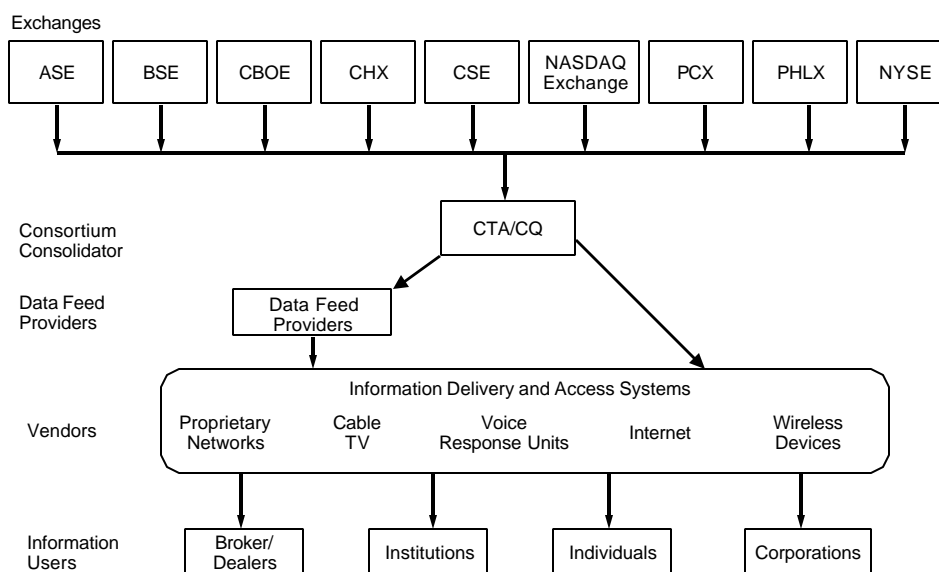 Exchanges
ASE
BSE
CBOE
CHX
CSE
NASDAQ
Exchange
PCX
PHLX
NYSE
Consortium
Consolidator
CTA/CQ
Data Feed
Providers
Data Feed
Providers
Information Delivery and Access Systems
Vendors
Proprietary
Networks
Cable
TV
Voice
Response Units
Internet
Wireless
Devices
Information
Users
Broker/
Dealers
Institutions
Individuals
Corporations